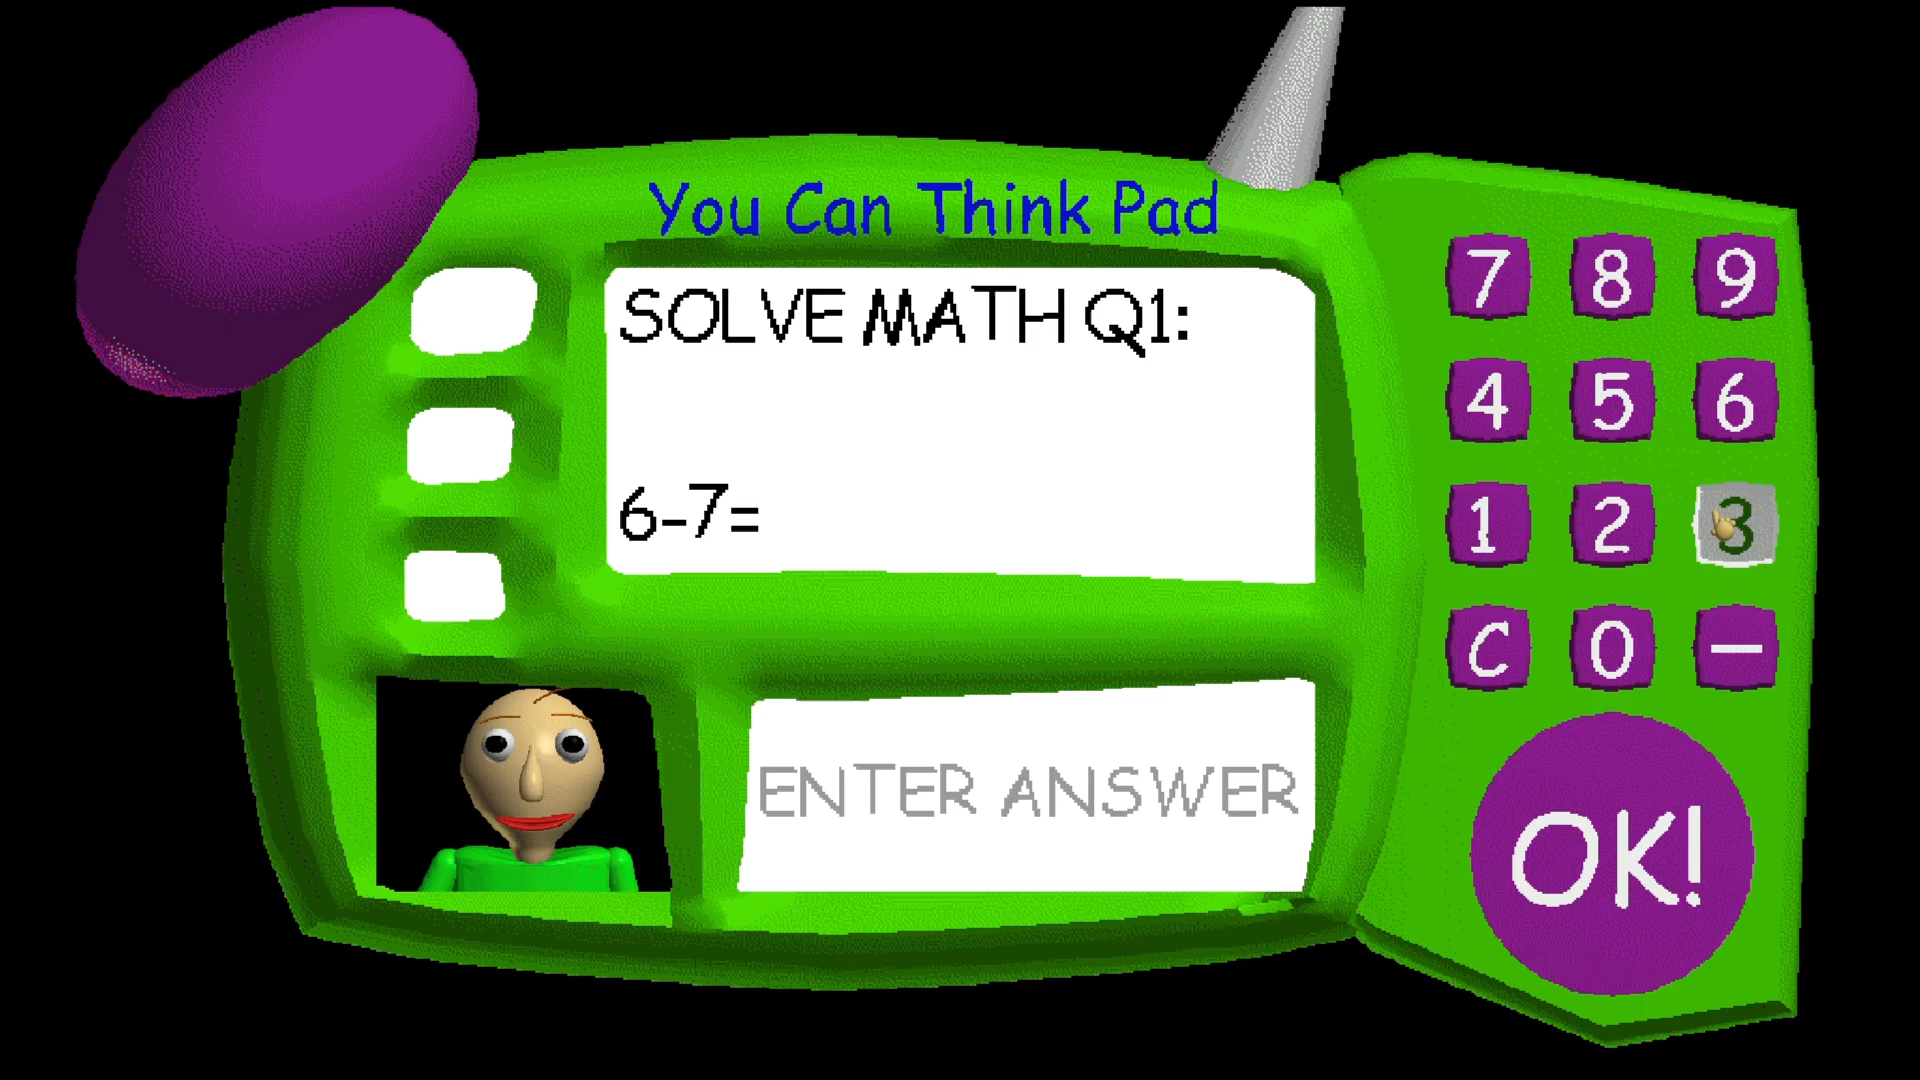 You Can Think Pad
SOLVE MATH Q1:
6-7=
ENTER ANSWER
7 8 9
4 5 6
1 2 3
C 0 -
OK!